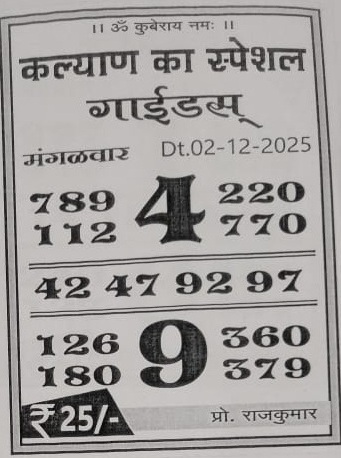 ।। ॐ कुबेराय नमः ।।
कल्याण का स्पेशल
गाईडस्
मंगळवार Dt.02-12-2025
789 4 220
112 770
42 47 92 97
126 9 360
180 379
₹ 25/- प्रो. राजकुमार